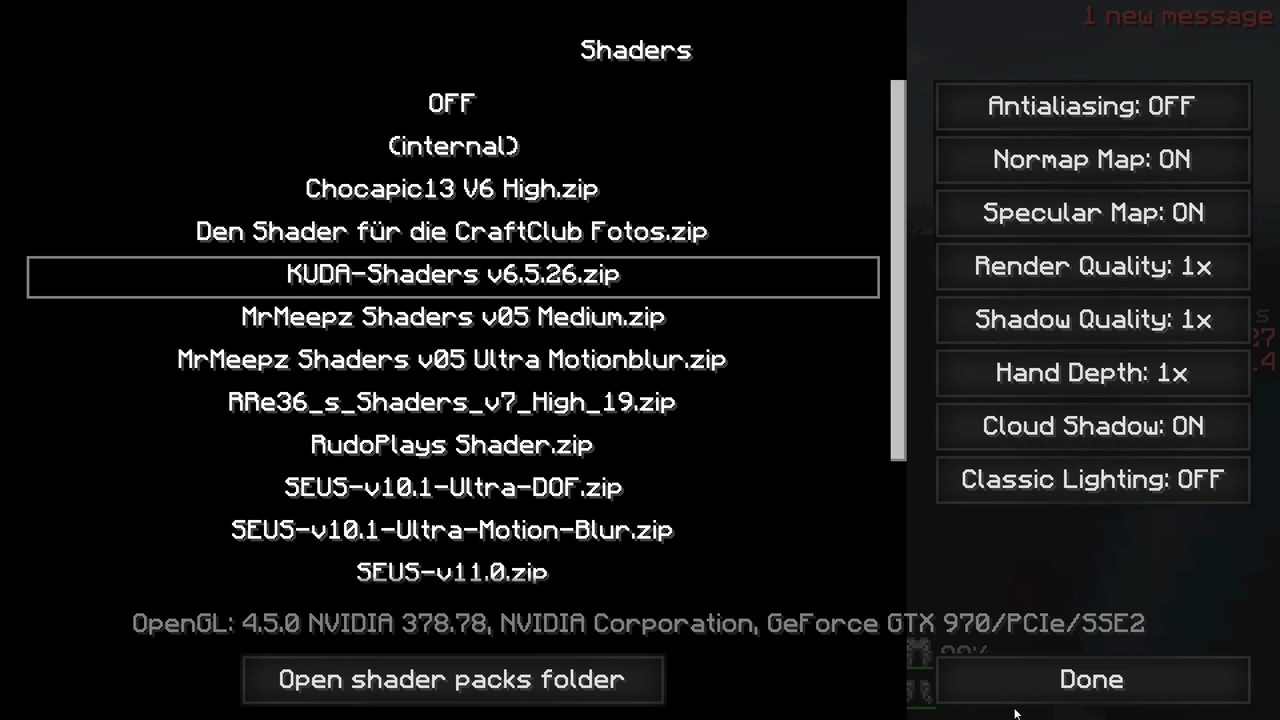 1 new message
Shaders
OFF
(internal)
Chocapic13 V6 High.zip
Den Shader für die CraftClub Fotos.zip
KUDA-Shaders v6.5.26.zip
MrMeepz Shaders v05 Medium.zip
MrMeepz Shaders v05 Ultra Motionblur.zip
RRe36_s_Shaders_v7_High_19.zip
RudoPlays Shader.zip
SEUS-v10.1-Ultra-DOF.zip
SEUS-v10.1-Ultra-Motion-Blur.zip
SEUS-v11.0.zip
Antialiasing: OFF
Normap Map: ON
Specular Map: ON
Render Quality: 1x
Shadow Quality: 1x
Hand Depth: 1x
Cloud Shadow: ON
Classic Lighting: OFF
OpenGL: 4.5.0 NVIDIA 378.78, NVIDIA Corporation, GeForce GTX 970/PCIe/SSE2
Open shader packs folder
Done